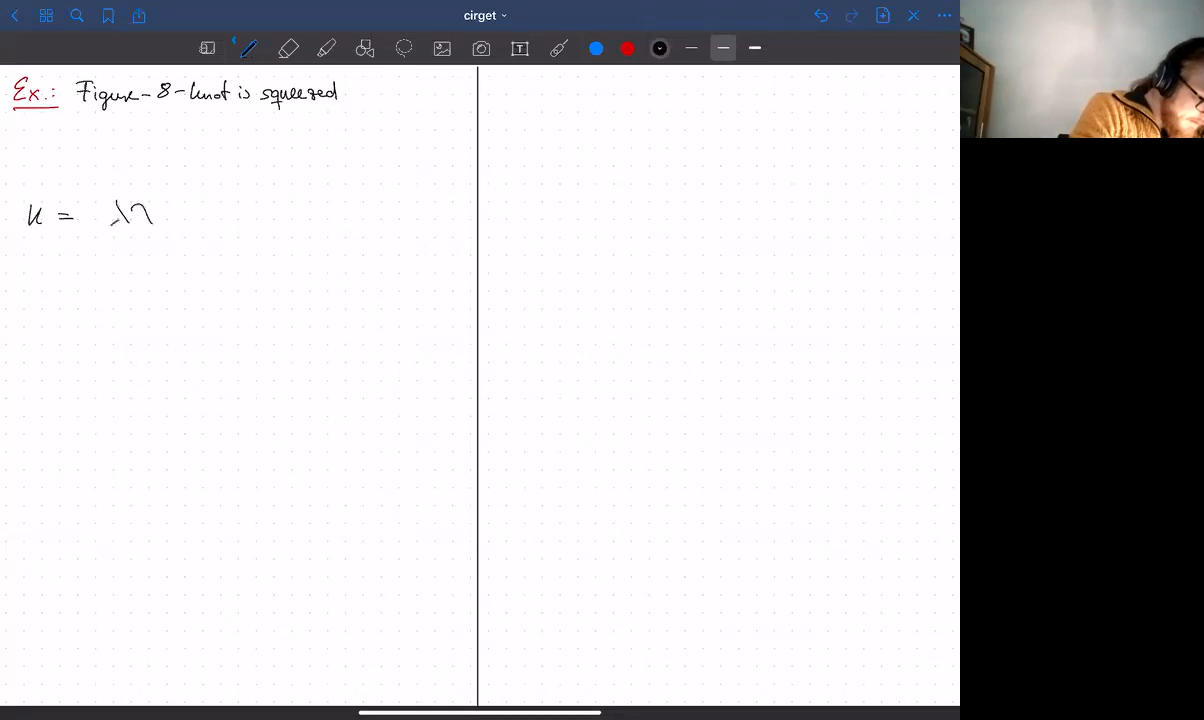 cirget
Ex.: Figure-8-knot is squeezed
K =